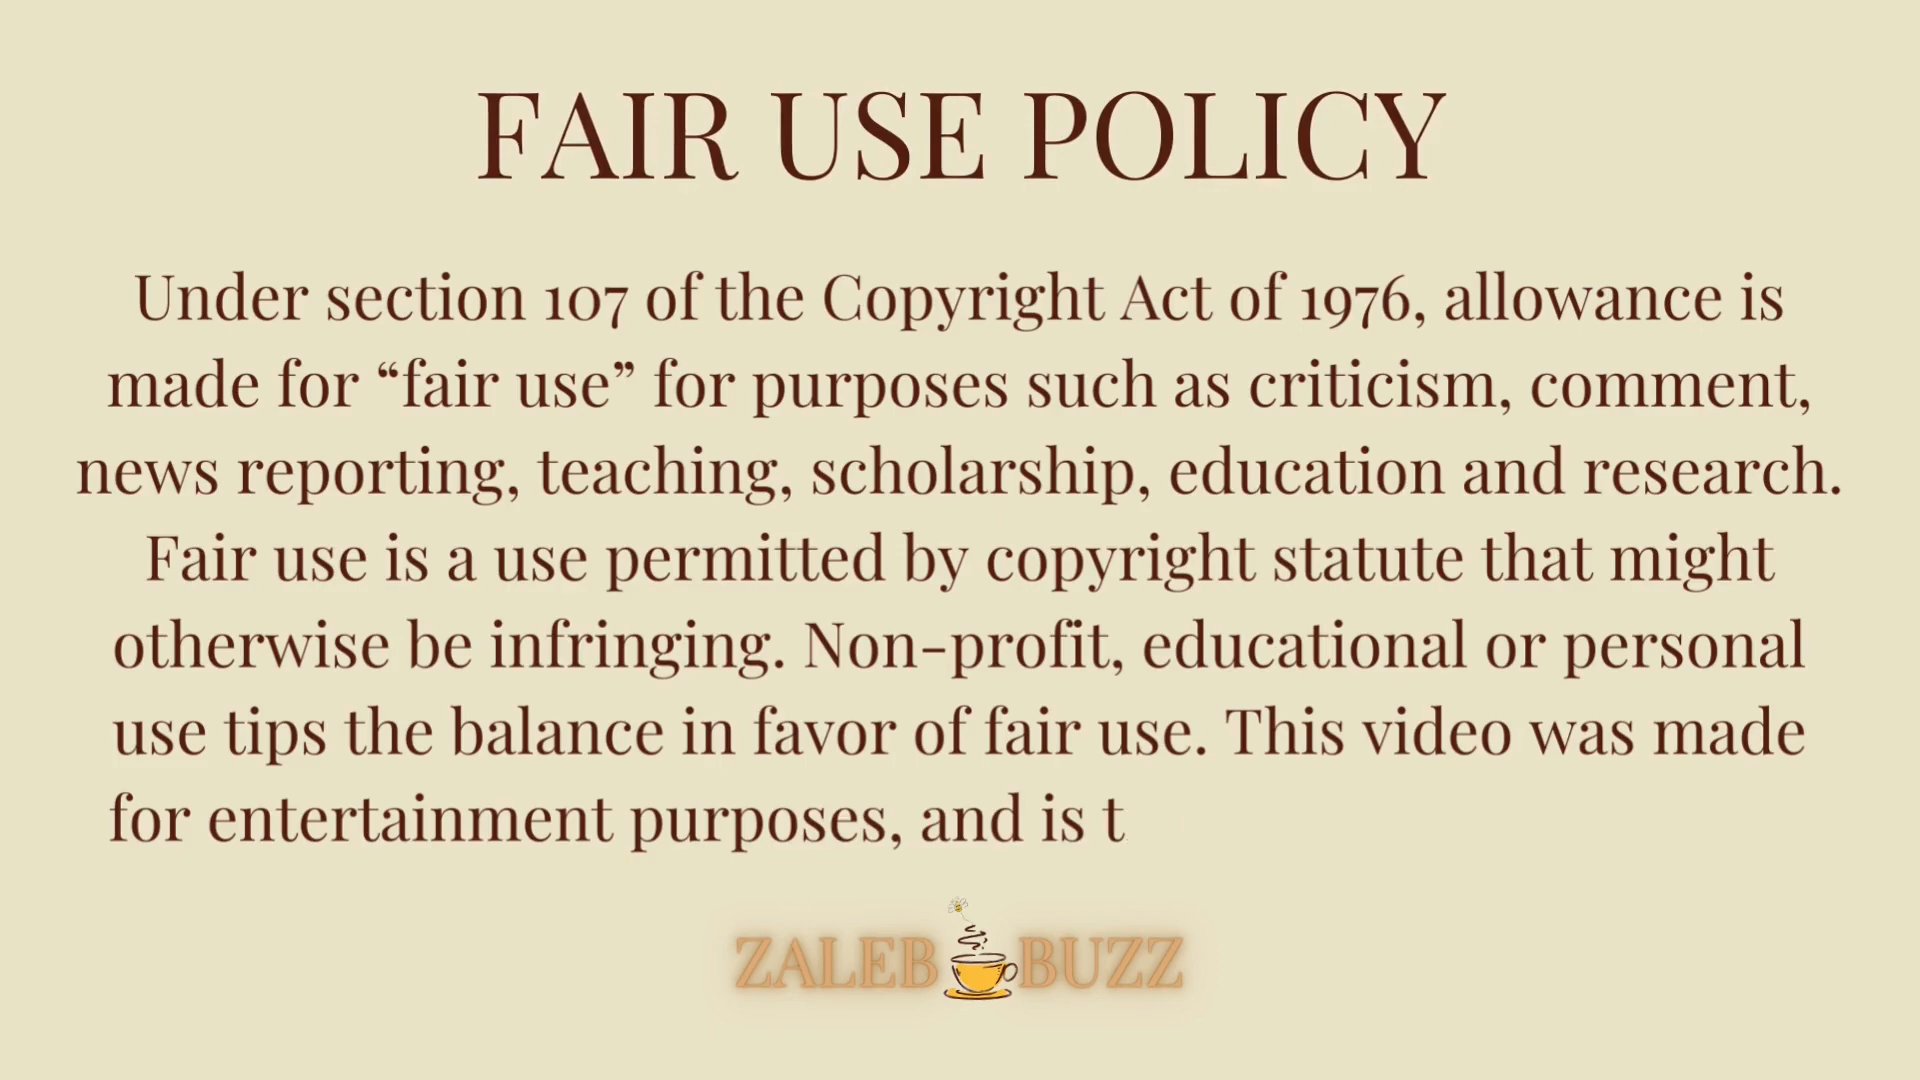 FAIR USE POLICY
Under section 107 of the Copyright Act of 1976, allowance is
made for “fair use” for purposes such as criticism, comment,
news reporting, teaching, scholarship, education and research.
Fair use is a use permitted by copyright statute that might
otherwise be infringing. Non-profit, educational or personal
use tips the balance in favor of fair use. This video was made
for entertainment purposes, and is t
ZALEB BUZZ